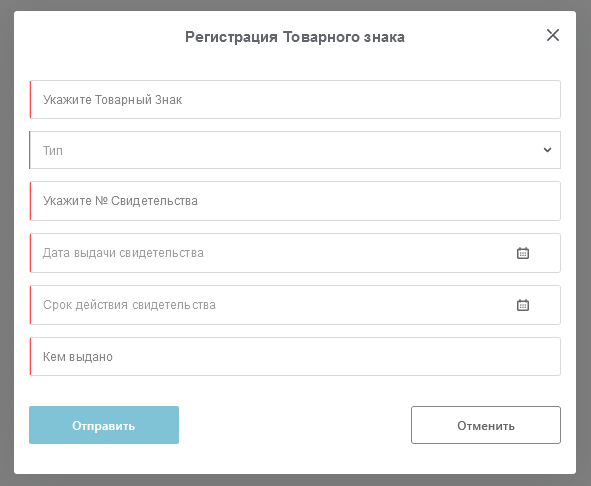 Регистрация Товарного знака
Укажите Товарный Знак
Тип
Укажите № Свидетельства
Дата выдачи свидетельства
Срок действия свидетельства
Кем выдано
Отправить
Отменить